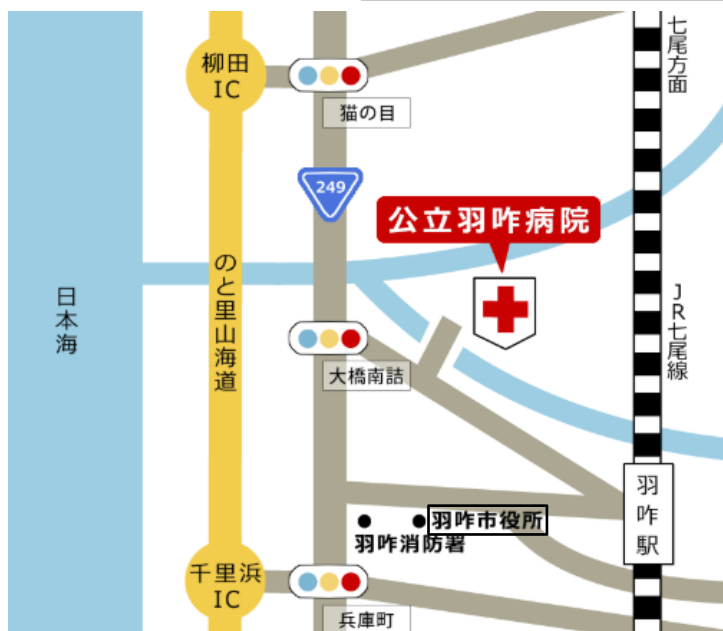 柳田
IC
猫の目
七尾方面
249
公立羽咋病院
のと里山海道
日本海
JR七尾線
大橋南詰
羽咋駅
羽咋市役所
羽咋消防署
千里浜
IC
兵庫町